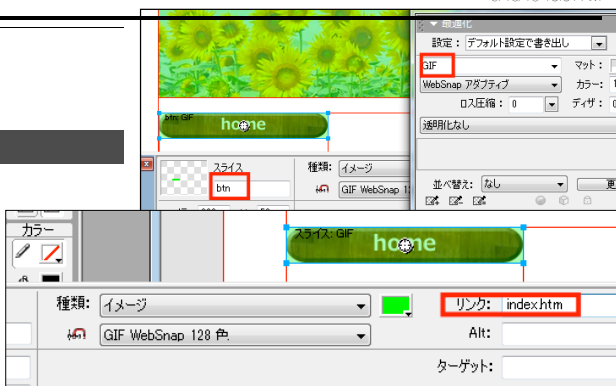 最適化
設定： デフォルト設定で書き出し
GIF
マット：
WebSnap アダプティブ
カラー：
ロス圧縮： 0
ディザ：
透明化なし
btn: GIF
home
スライス
btn
種類： イメージ
GIF WebSnap
並べ替え： なし
カラー
スライス: GIF
home
種類： イメージ
リンク： index.htm
GIF WebSnap 128 色
Alt:
ターゲット：